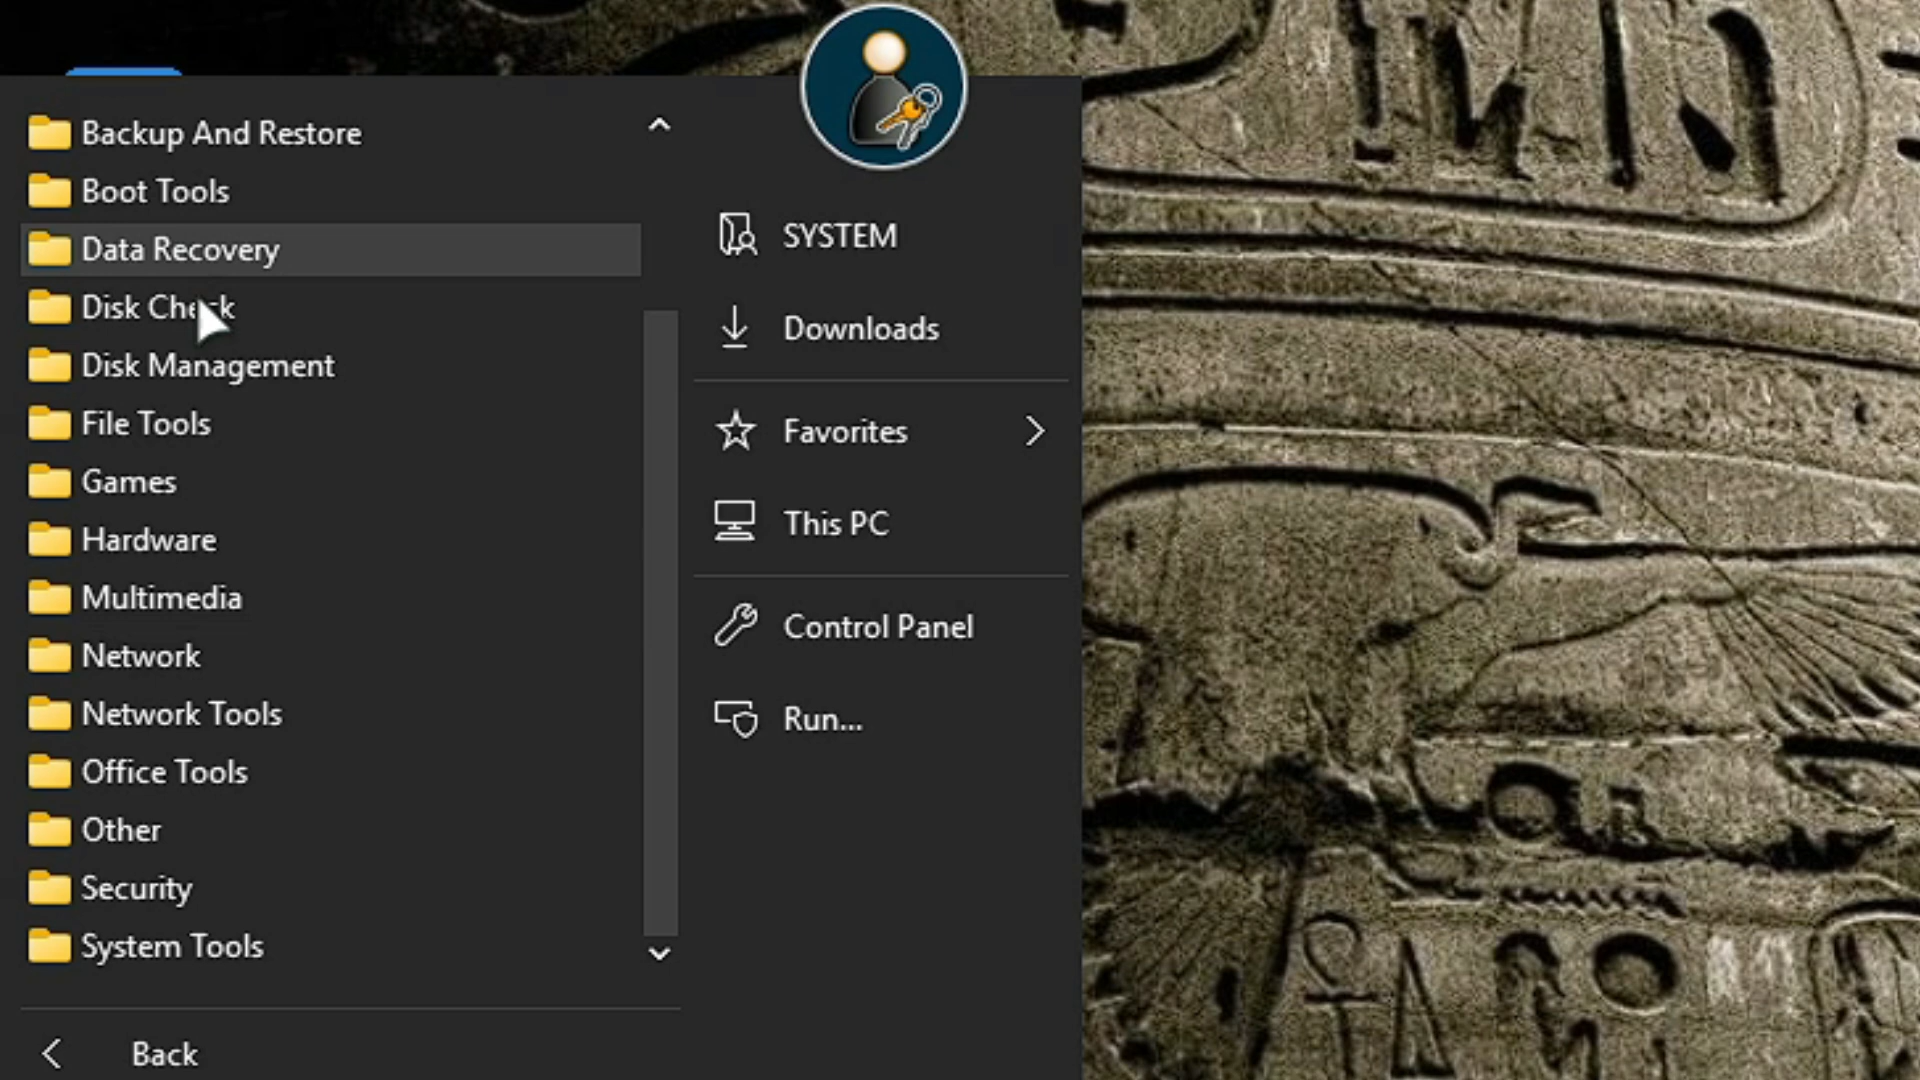 Backup And Restore
Boot Tools
Data Recovery
Disk Check
Disk Management
File Tools
Games
Hardware
Multimedia
Network
Network Tools
Office Tools
Other
Security
System Tools
Back
SYSTEM
Downloads
Favorites
This PC
Control Panel
Run...